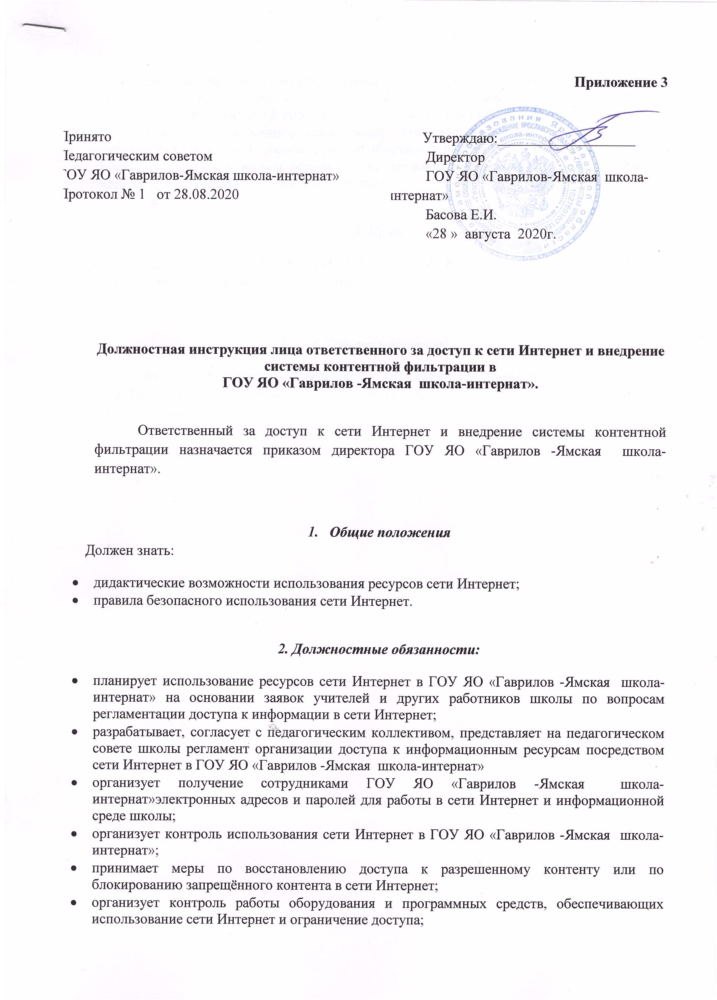 Приложение 3
Iринято
Утверждаю:___________________
Iедагогическим советом
Директор
ОУ ЯО «Гаврилов-Ямская школа-интернат»
ГОУ ЯО «Гаврилов-Ямская школа-
Iротокол № 1 от 28.08.2020
интернат»
Басова Е.И.
«28 » августа 2020г.
Должностная инструкция лица ответственного за доступ к сети Интернет и внедрение
системы контентной фильтрации в
ГОУ ЯО «Гаврилов -Ямская школа-интернат».
Ответственный за доступ к сети Интернет и внедрение системы контентной
фильтрации назначается приказом директора ГОУ ЯО «Гаврилов -Ямская школа-
интернат».
1. Общие положения
Должен знать:
• дидактические возможности использования ресурсов сети Интернет;
• правила безопасного использования сети Интернет.
2. Должностные обязанности:
• планирует использование ресурсов сети Интернет в ГОУ ЯО «Гаврилов -Ямская школа-
интернат» на основании заявок учителей и других работников школы по вопросам
регламентации доступа к информации в сети Интернет;
• разрабатывает, согласует с педагогическим коллективом, представляет на педагогическом
совете школы регламент организации доступа к информационным ресурсам посредством
сети Интернет в ГОУ ЯО «Гаврилов -Ямская школа-интернат»
• организует получение сотрудниками ГОУ ЯО «Гаврилов -Ямская школа-
интернат»электронных адресов и паролей для работы в сети Интернет и информационной
среде школы;
• организует контроль использования сети Интернет в ГОУ ЯО «Гаврилов -Ямская школа-
интернат»;
• принимает меры по восстановлению доступа к разрешенному контенту или по
блокированию запрещённого контента в сети Интернет;
• организует контроль работы оборудования и программных средств, обеспечивающих
использование сети Интернет и ограничение доступа;